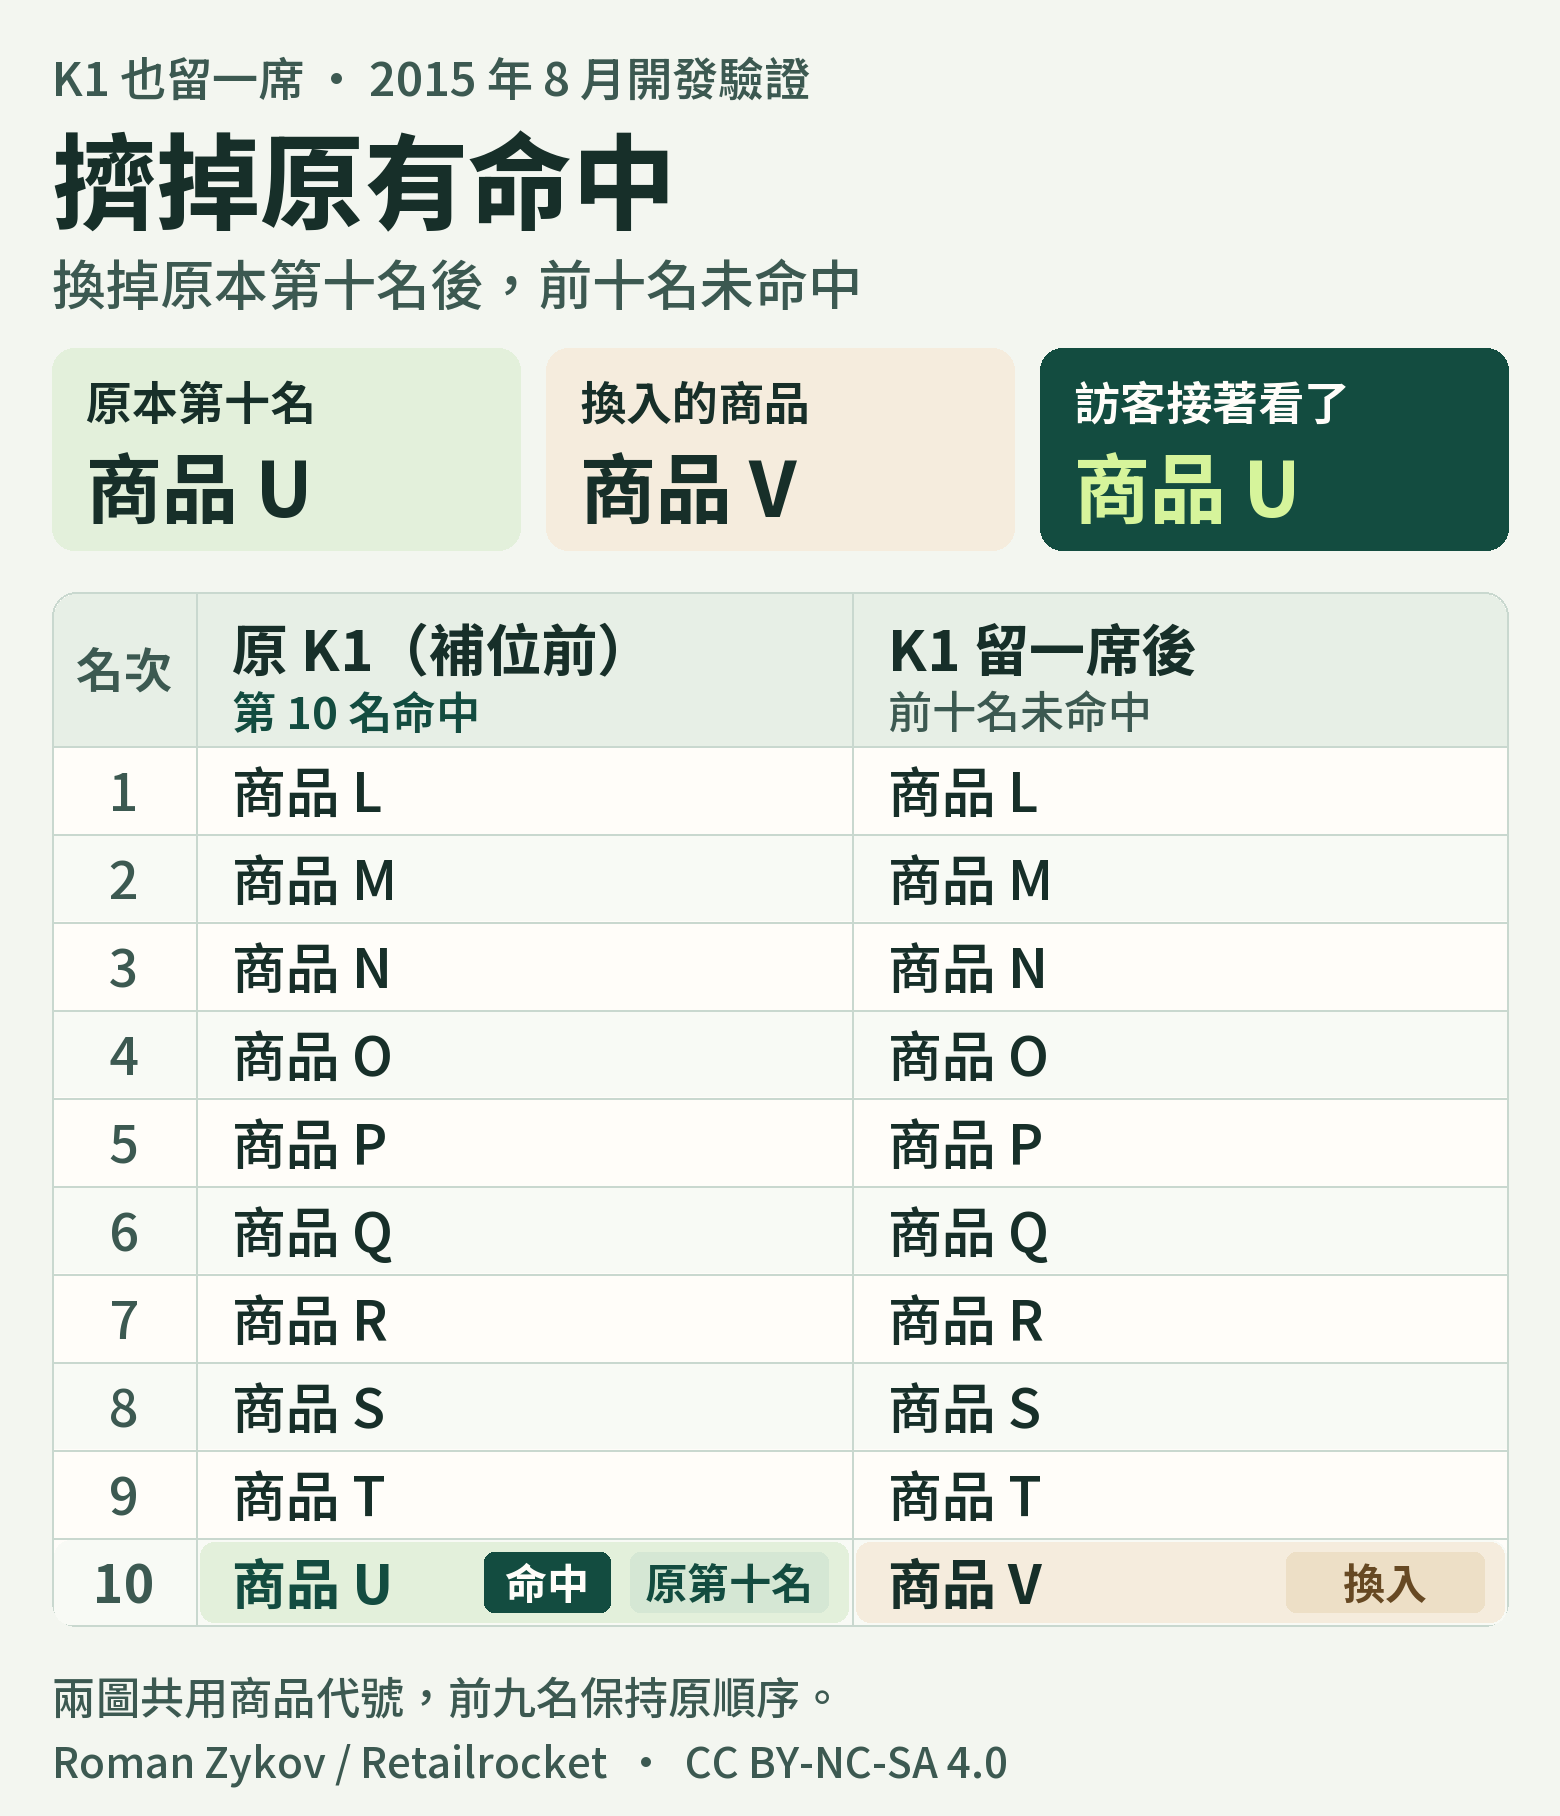 K1 也留一席 · 2015 年 8 月開發驗證
擠掉原有命中
換掉原本第十名後，前十名未命中
原本第十名
商品 U
換入的商品
商品 V
訪客接著看了
商品 U
名次
原 K1（補位前）
第 10 名命中
K1 留一席後
前十名未命中
1 商品 L 商品 L
2 商品 M 商品 M
3 商品 N 商品 N
4 商品 O 商品 O
5 商品 P 商品 P
6 商品 Q 商品 Q
7 商品 R 商品 R
8 商品 S 商品 S
9 商品 T 商品 T
10 商品 U 命中 原第十名 商品 V 換入
兩圖共用商品代號，前九名保持原順序。
Roman Zykov / Retailrocket · CC BY-NC-SA 4.0